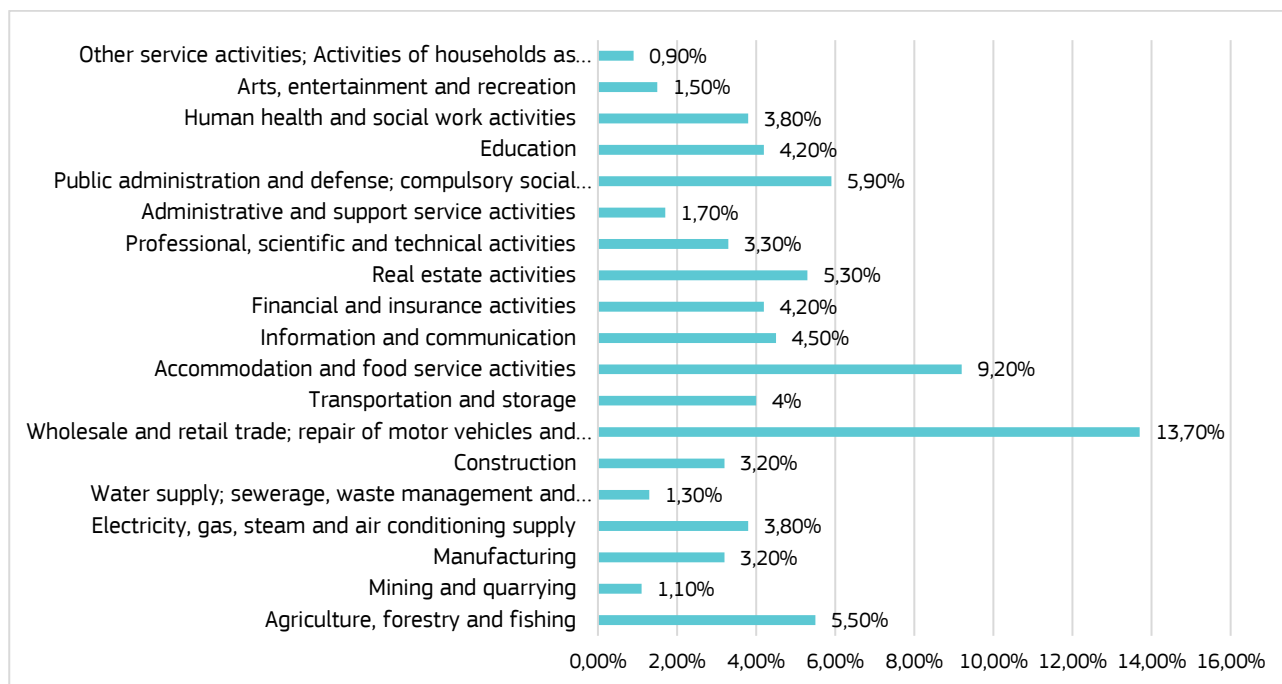 Other service activities; Activities of households as... 0,90%
Arts, entertainment and recreation 1,50%
Human health and social work activities 3,80%
Education 4,20%
Public administration and defense; compulsory social... 5,90%
Administrative and support service activities 1,70%
Professional, scientific and technical activities 3,30%
Real estate activities 5,30%
Financial and insurance activities 4,20%
Information and communication 4,50%
Accommodation and food service activities 9,20%
Transportation and storage 4%
Wholesale and retail trade; repair of motor vehicles and... 13,70%
Construction 3,20%
Water supply; sewerage, waste management and... 1,30%
Electricity, gas, steam and air conditioning supply 3,80%
Manufacturing 3,20%
Mining and quarrying 1,10%
Agriculture, forestry and fishing 5,50%
0,00% 2,00% 4,00% 6,00% 8,00% 10,00% 12,00% 14,00% 16,00%